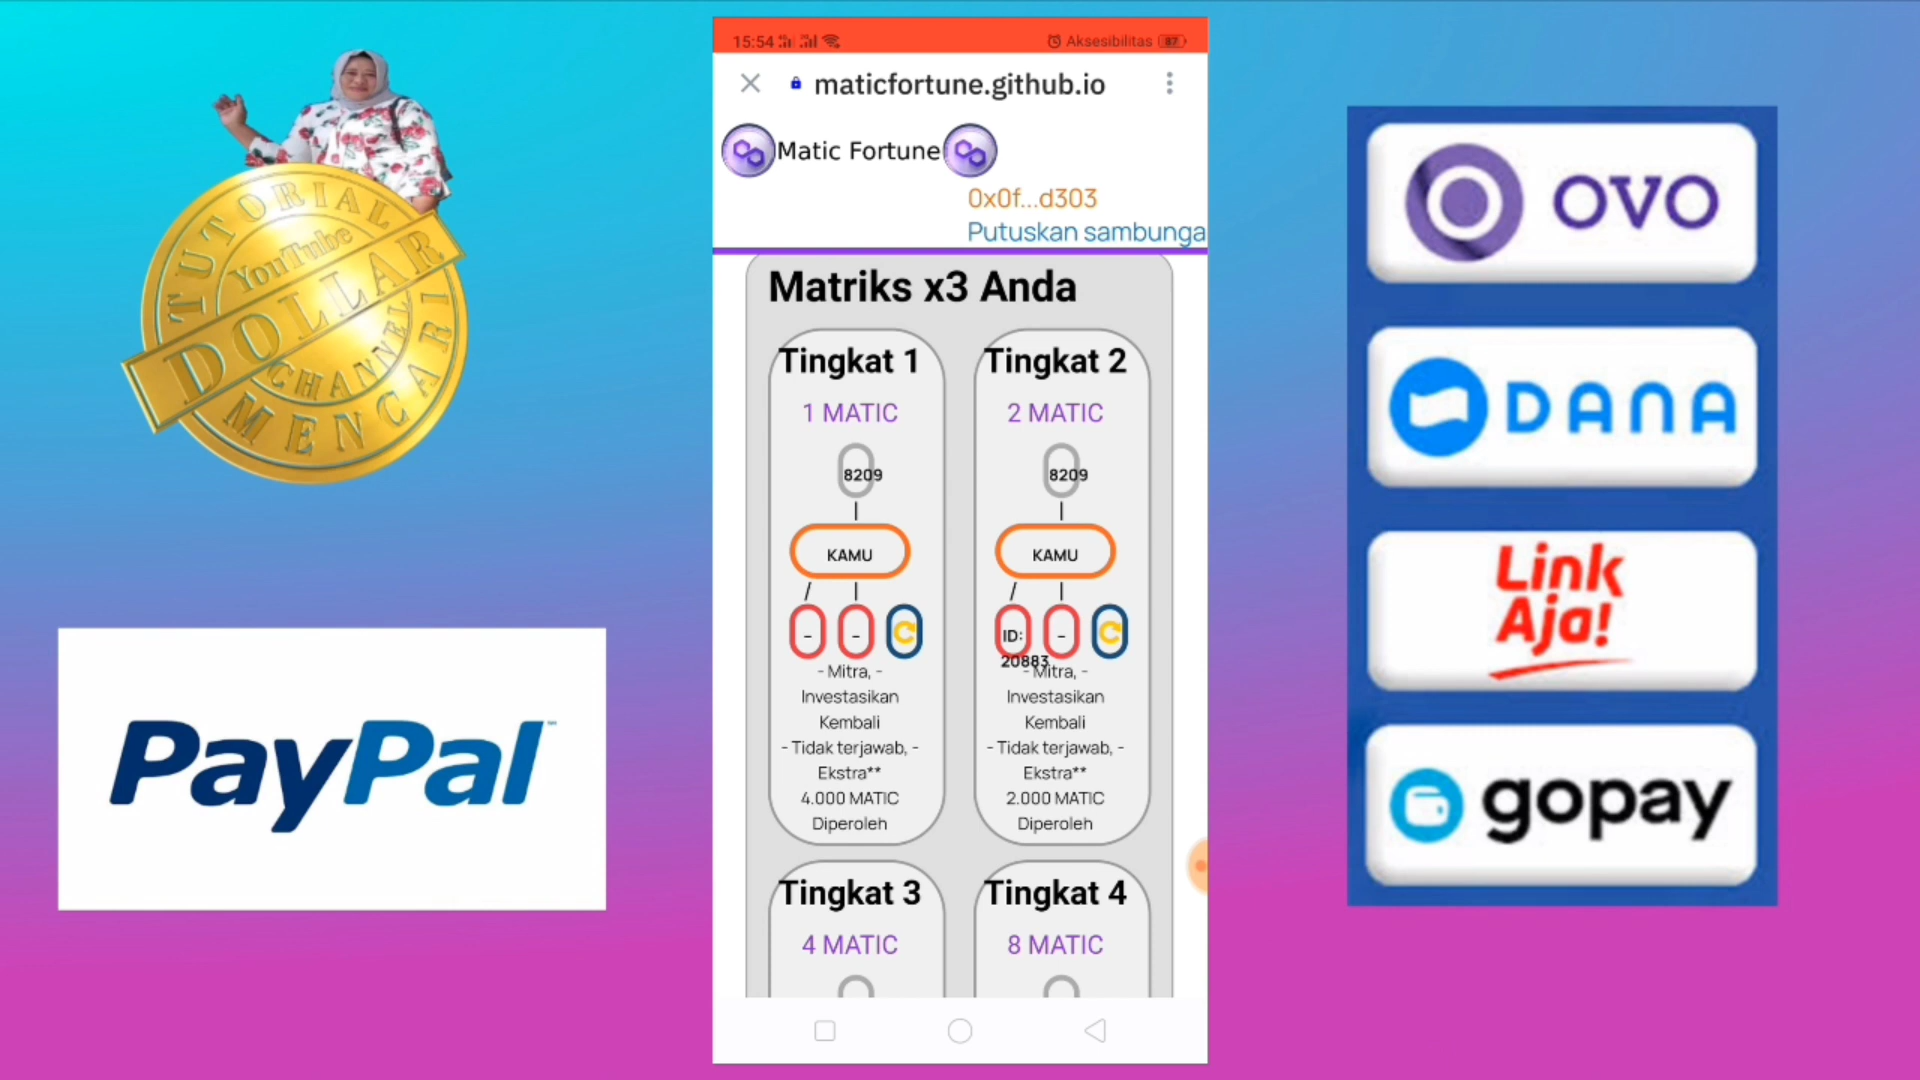 TUTORIAL
YouTube
DOLLAR
CHANNEL
MENCARI
PayPal™
15:54
Aksesibilitas 87
maticfortune.github.io
Matic Fortune
0x0f...d303
Putuskan sambunga
Matriks x3 Anda
Tingkat 1
1 MATIC
8209
KAMU
- -
- Mitra, -
Investasikan
Kembali
- Tidak terjawab, -
Ekstra**
4.000 MATIC
Diperoleh
Tingkat 2
2 MATIC
8209
KAMU
ID: -
20883
- Mitra, -
Investasikan
Kembali
- Tidak terjawab, -
Ekstra**
2.000 MATIC
Diperoleh
Tingkat 3
4 MATIC
Tingkat 4
8 MATIC
OVO
DANA
Link
Aja!
gopay